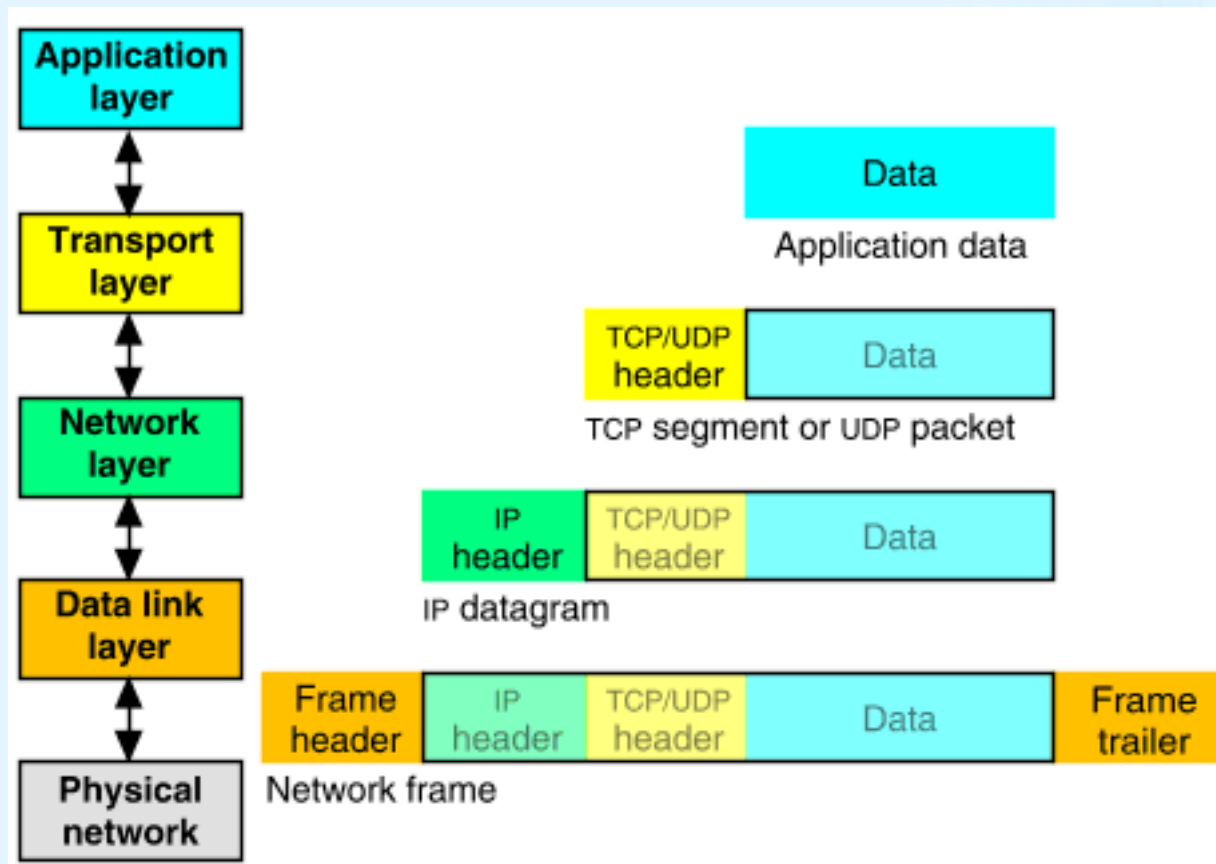 Application
layer
Data
Application data
Transport
layer
TCP/UDP
header
Data
TCP segment or UDP packet
Network
layer
IP
header
TCP/UDP
header
Data
IP datagram
Data link
layer
Frame
header
IP
header
TCP/UDP
header
Data
Frame
trailer
Network frame
Physical
network